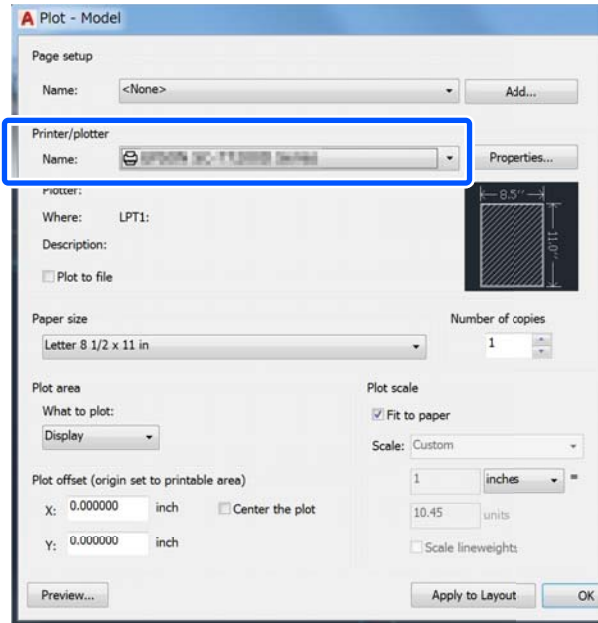 A Plot - Model
Page setup
Name: <None> Add...
Printer/plotter
Name: Properties...
Plotter:
Where: LPT1:
Description:
Plot to file
8.5''
11.0''
Paper size
Letter 8 1/2 x 11 in
Number of copies
1
Plot area
What to plot:
Display
Plot scale
Fit to paper
Scale: Custom
1 inches =
10.45 units
Scale lineweights
Plot offset (origin set to printable area)
X: 0.000000 inch Center the plot
Y: 0.000000 inch
Preview... Apply to Layout OK